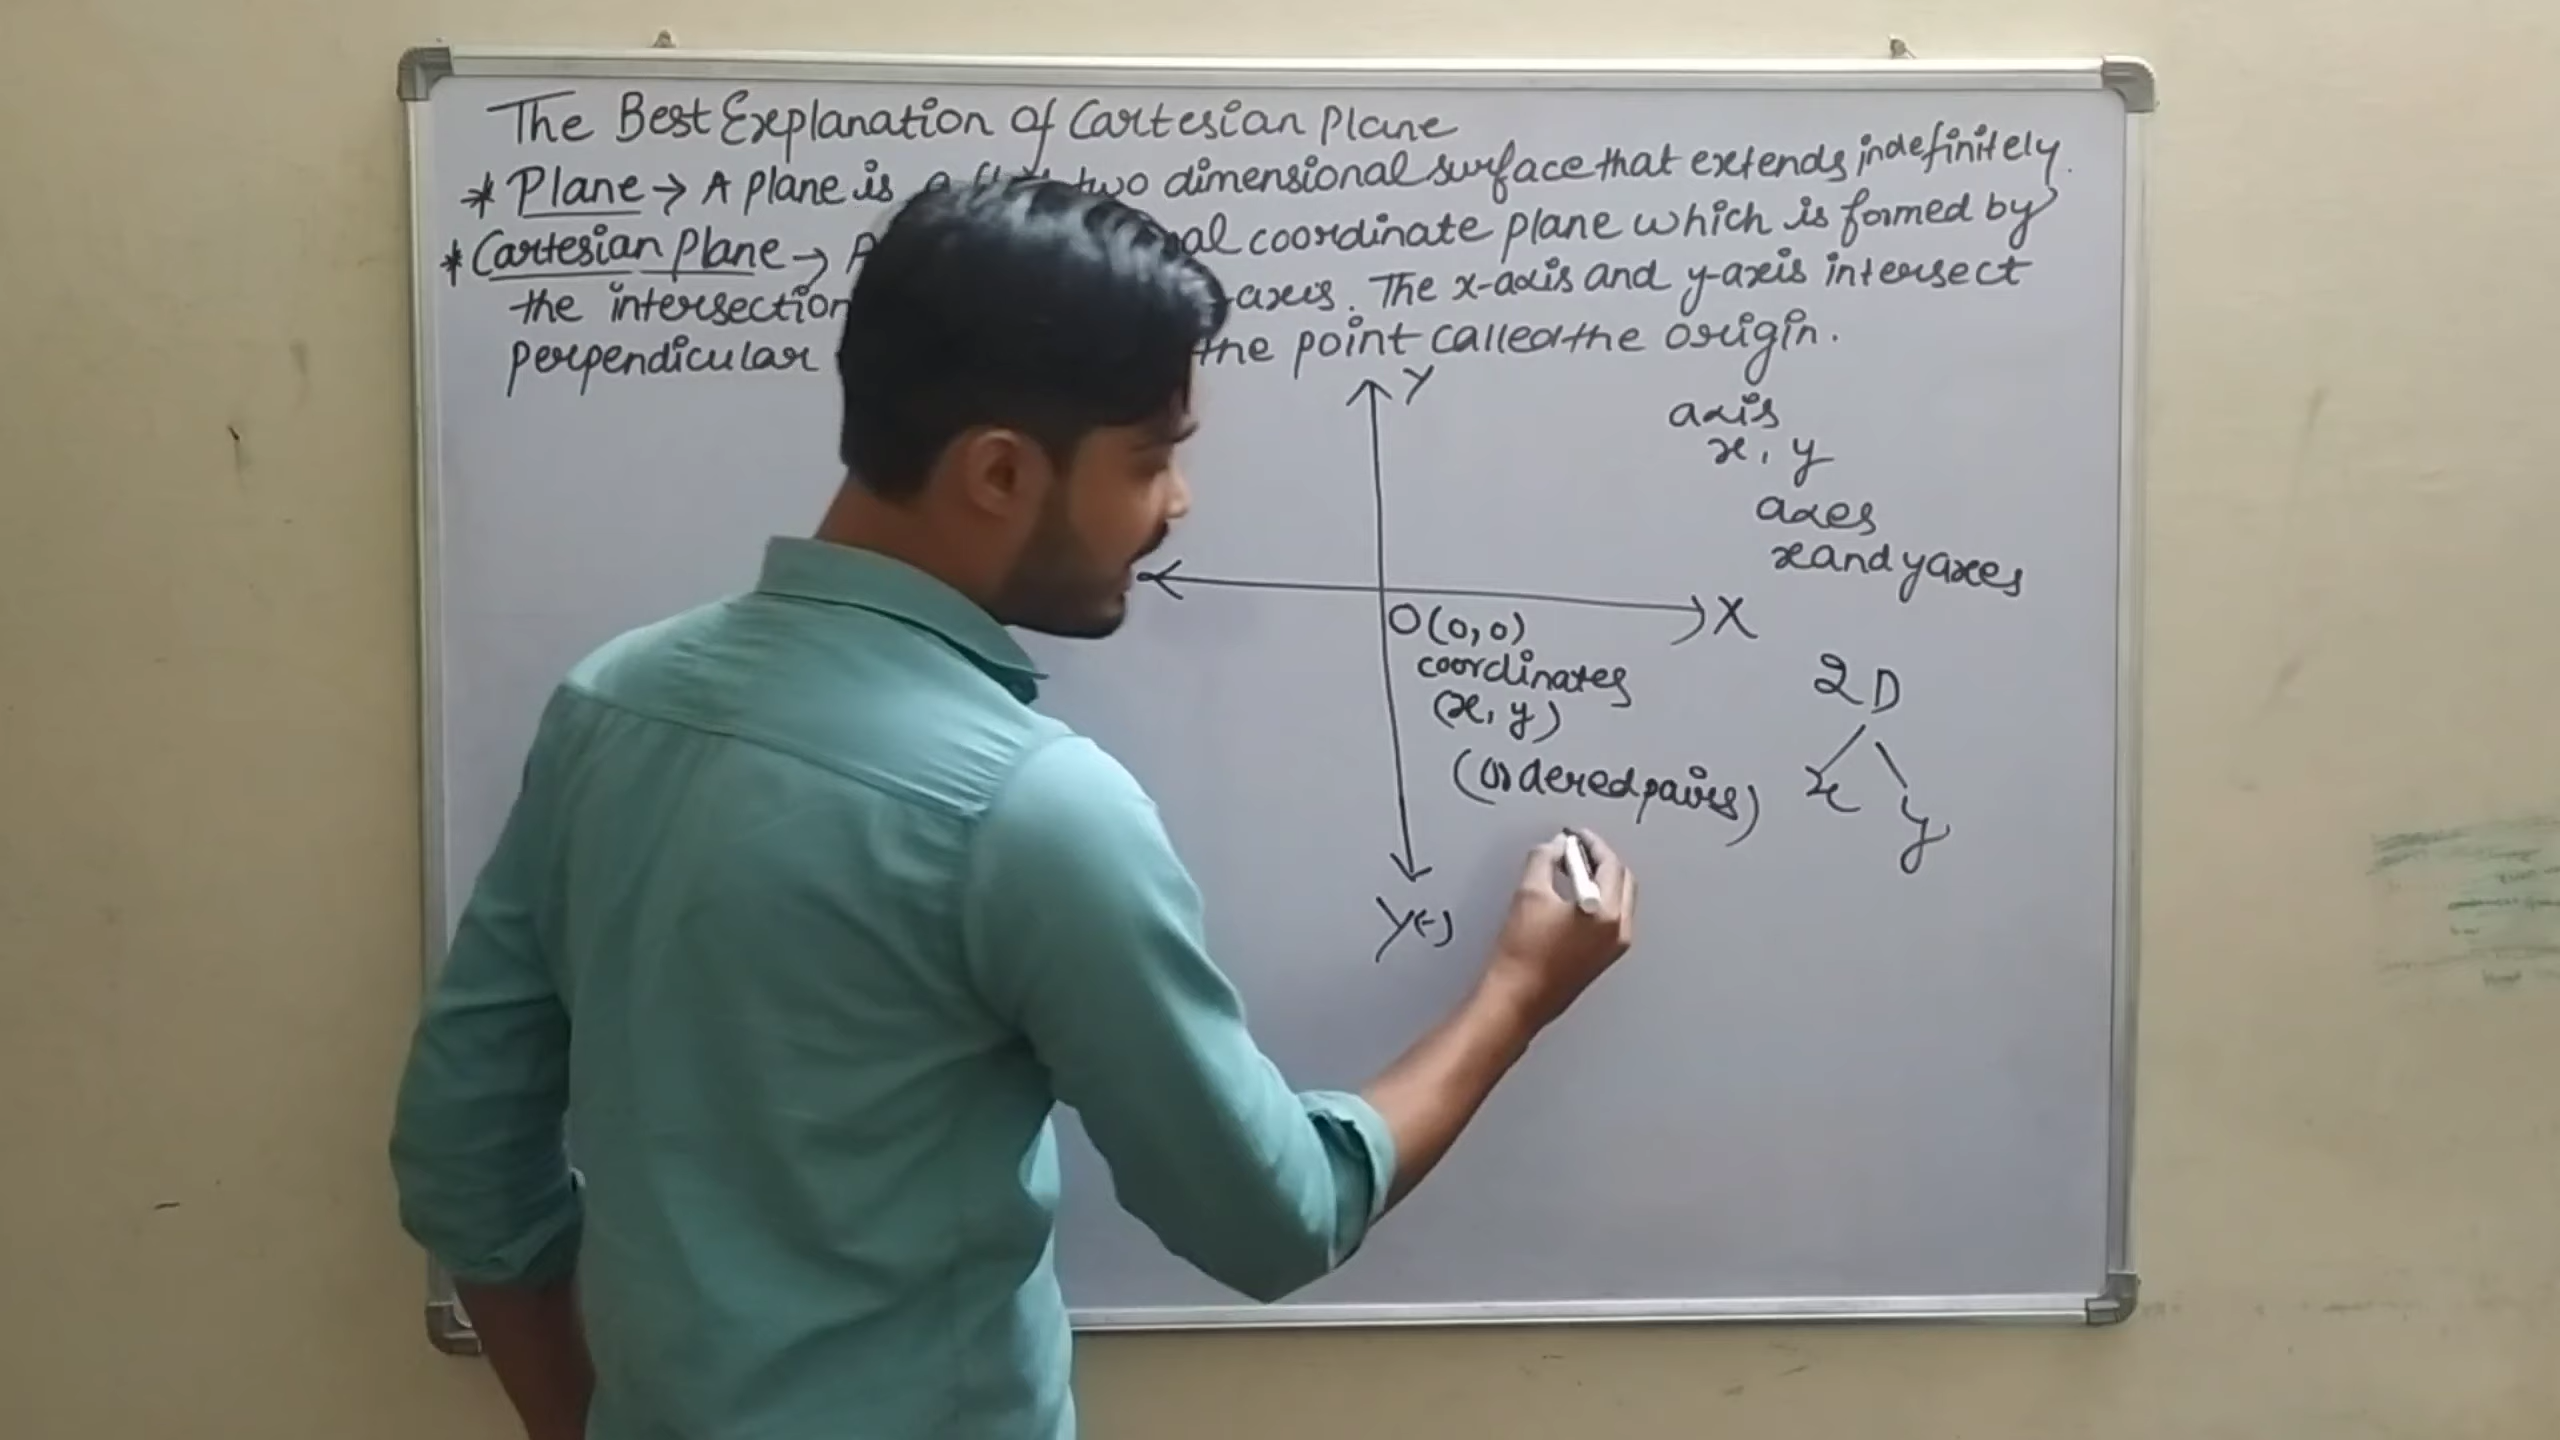 The Best Explanation of Cartesian Plane
* Plane → A plane is a two dimensional surface that extends indefinitely.
* Cartesian Plane → A coordinate plane which is formed by
the intersection axes. The x-axis and y-axis intersect
perpendicular the point called the origin.
Y
axis
x, y
axes
x and y axes
X
O(0,0)
coordinates
(x, y)
2D
(Ordered pairs)
x
y
Y(-)